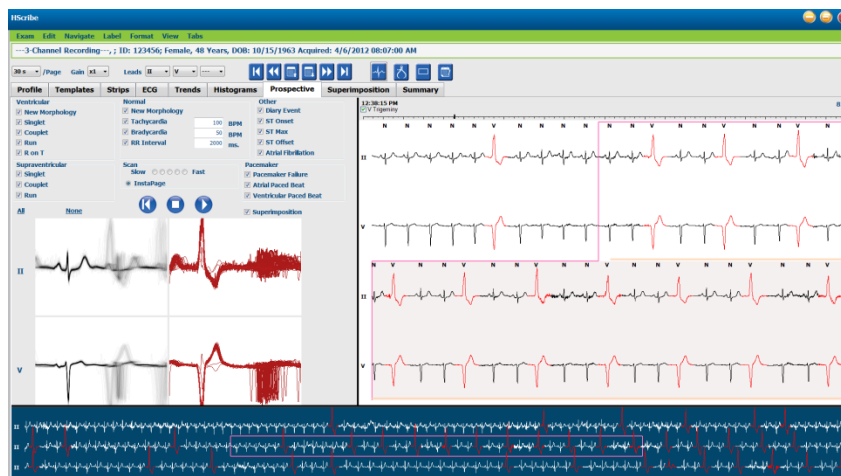 HScribe
Exam Edit Navigate Label Format View Tabs
---3-Channel Recording---, ; ID: 123456; Female, 48 Years, DOB: 10/15/1963 Acquired: 4/6/2012 08:07:00 AM
30 s /Page Gain x1 Leads II V ---
Profile Templates Strips ECG Trends Histograms Prospective Superimposition Summary
Ventricular
New Morphology
Singlet
Couplet
Run
R on T
Normal
New Morphology
Tachycardia 100 BPM
Bradycardia 50 BPM
RR Interval 2000 ms.
Other
Diary Event
ST Onset
ST Max
ST Offset
Atrial Fibrillation
Supraventricular
Singlet
Couplet
Run
Scan
Slow Fast
InstaPage
Pacemaker
Pacemaker Failure
Atrial Paced Beat
Ventricular Paced Beat
Superimposition
All None
II
V
12:38:15 PM 8
V Trigeminy
N N N N N V N N N N V N N V N N V N
II
V
N V N N V N N V N N V N N V N N V N N V
II
V
II
II
II